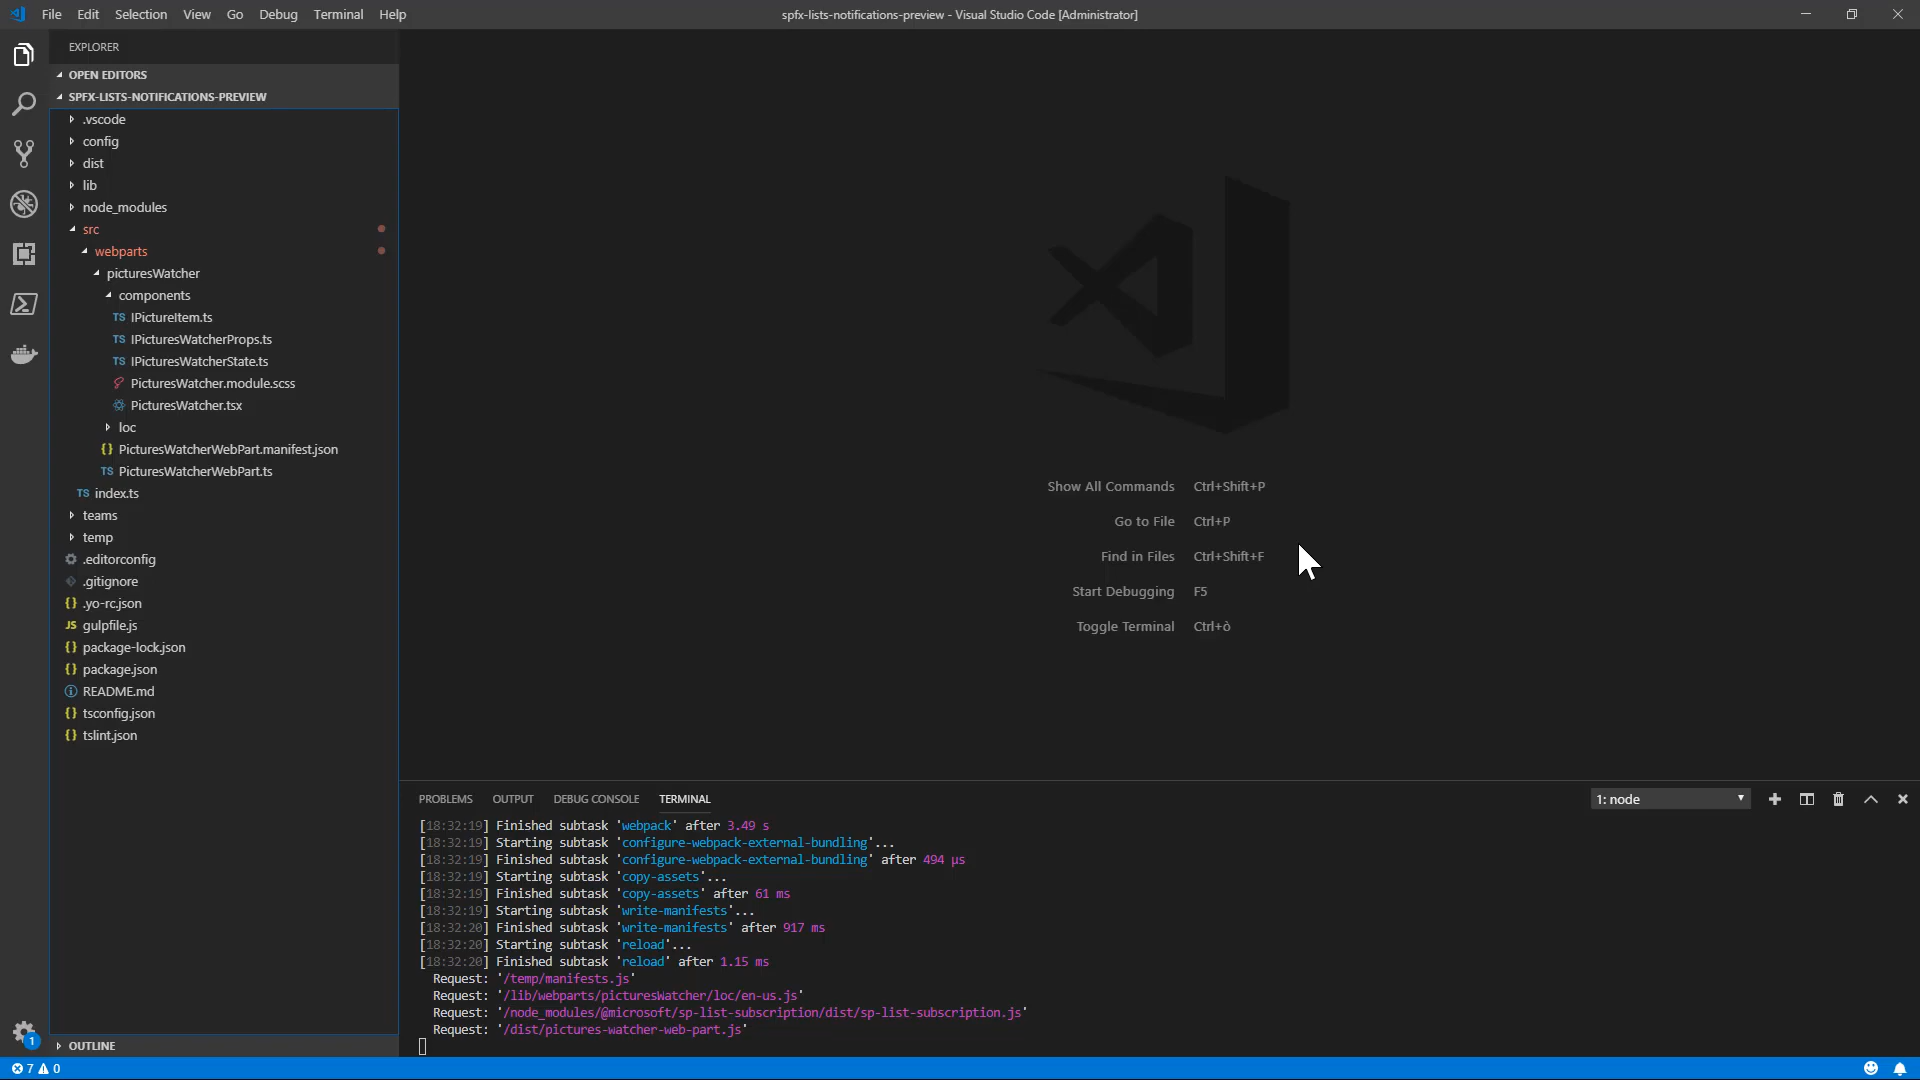 File Edit Selection View Go Debug Terminal Help
spfx-lists-notifications-preview - Visual Studio Code [Administrator]
EXPLORER
OPEN EDITORS
SPFX-LISTS-NOTIFICATIONS-PREVIEW
.vscode
config
dist
lib
node_modules
src
webparts
picturesWatcher
components
TS IPictureItem.ts
TS IPicturesWatcherProps.ts
TS IPicturesWatcherState.ts
PicturesWatcher.module.scss
PicturesWatcher.tsx
loc
{} PicturesWatcherWebPart.manifest.json
TS PicturesWatcherWebPart.ts
TS index.ts
teams
temp
.editorconfig
.gitignore
{} .yo-rc.json
JS gulpfile.js
{} package-lock.json
{} package.json
README.md
{} tsconfig.json
{} tslint.json
OUTLINE
Show All Commands Ctrl+Shift+P
Go to File Ctrl+P
Find in Files Ctrl+Shift+F
Start Debugging F5
Toggle Terminal Ctrl+ò
PROBLEMS OUTPUT DEBUG CONSOLE TERMINAL
1: node
[18:32:19] Finished subtask 'webpack' after 3.49 s
[18:32:19] Starting subtask 'configure-webpack-external-bundling'...
[18:32:19] Finished subtask 'configure-webpack-external-bundling' after 494 μs
[18:32:19] Starting subtask 'copy-assets'...
[18:32:19] Finished subtask 'copy-assets' after 61 ms
[18:32:19] Starting subtask 'write-manifests'...
[18:32:20] Finished subtask 'write-manifests' after 917 ms
[18:32:20] Starting subtask 'reload'...
[18:32:20] Finished subtask 'reload' after 1.15 ms
Request: '/temp/manifests.js'
Request: '/lib/webparts/picturesWatcher/loc/en-us.js'
Request: '/node_modules/@microsoft/sp-list-subscription/dist/sp-list-subscription.js'
Request: '/dist/pictures-watcher-web-part.js'
1
7 0